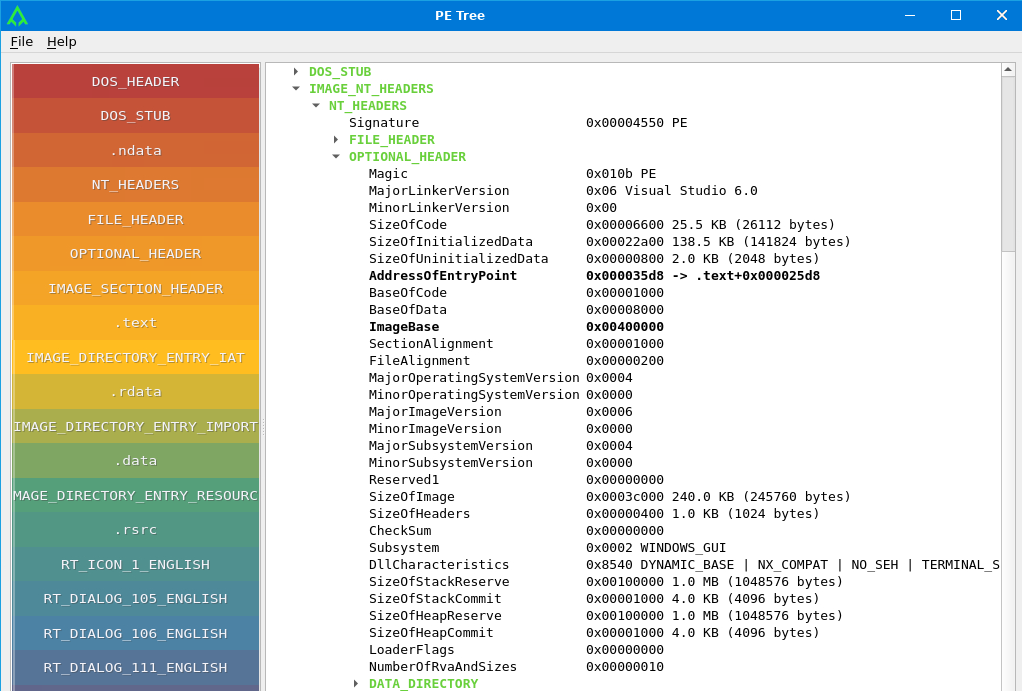 PE Tree
File Help
DOS_HEADER
DOS_STUB
.ndata
NT_HEADERS
FILE_HEADER
OPTIONAL_HEADER
IMAGE_SECTION_HEADER
.text
IMAGE_DIRECTORY_ENTRY_IAT
.rdata
IMAGE_DIRECTORY_ENTRY_IMPORT
.data
MAGE_DIRECTORY_ENTRY_RESOURC
.rsrc
RT_ICON_1_ENGLISH
RT_DIALOG_105_ENGLISH
RT_DIALOG_106_ENGLISH
RT_DIALOG_111_ENGLISH
DOS_STUB
IMAGE_NT_HEADERS
NT_HEADERS
Signature 0x00004550 PE
FILE_HEADER
OPTIONAL_HEADER
Magic 0x010b PE
MajorLinkerVersion 0x06 Visual Studio 6.0
MinorLinkerVersion 0x00
SizeOfCode 0x00006600 25.5 KB (26112 bytes)
SizeOfInitializedData 0x00022a00 138.5 KB (141824 bytes)
SizeOfUninitializedData 0x00000800 2.0 KB (2048 bytes)
AddressOfEntryPoint 0x000035d8 -> .text+0x000025d8
BaseOfCode 0x00001000
BaseOfData 0x00008000
ImageBase 0x00400000
SectionAlignment 0x00001000
FileAlignment 0x00000200
MajorOperatingSystemVersion 0x0004
MinorOperatingSystemVersion 0x0000
MajorImageVersion 0x0006
MinorImageVersion 0x0000
MajorSubsystemVersion 0x0004
MinorSubsystemVersion 0x0000
Reserved1 0x00000000
SizeOfImage 0x0003c000 240.0 KB (245760 bytes)
SizeOfHeaders 0x00000400 1.0 KB (1024 bytes)
CheckSum 0x00000000
Subsystem 0x0002 WINDOWS_GUI
DllCharacteristics 0x8540 DYNAMIC_BASE | NX_COMPAT | NO_SEH | TERMINAL_S
SizeOfStackReserve 0x00100000 1.0 MB (1048576 bytes)
SizeOfStackCommit 0x00001000 4.0 KB (4096 bytes)
SizeOfHeapReserve 0x00100000 1.0 MB (1048576 bytes)
SizeOfHeapCommit 0x00001000 4.0 KB (4096 bytes)
LoaderFlags 0x00000000
NumberOfRvaAndSizes 0x00000010
DATA_DIRECTORY